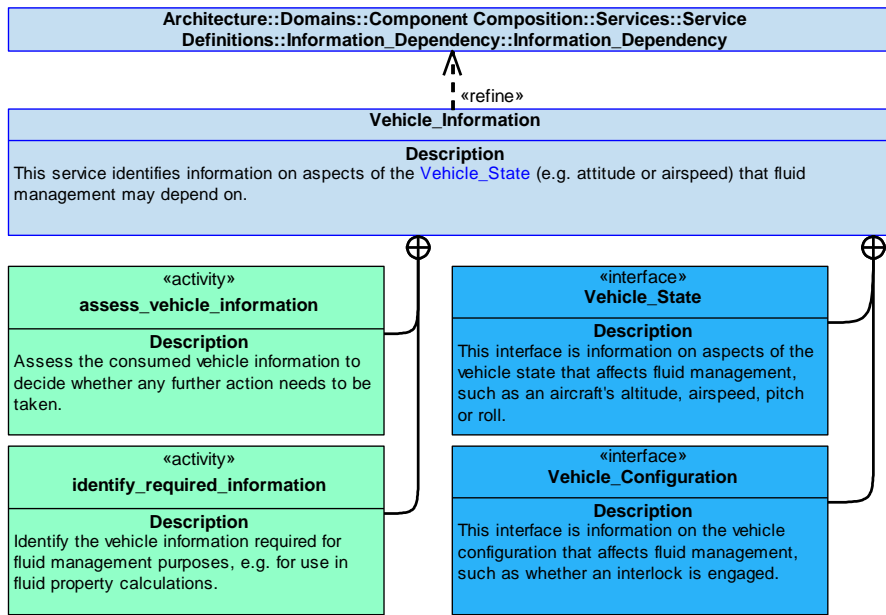 Architecture::Domains::Component Composition::Services::Service
Definitions::Information_Dependency::Information_Dependency
«refine»
Vehicle_Information
Description
This service identifies information on aspects of the Vehicle_State (e.g. attitude or airspeed) that fluid
management may depend on.
«activity»
assess_vehicle_information
Description
Assess the consumed vehicle information to
decide whether any further action needs to be
taken.
«interface»
Vehicle_State
Description
This interface is information on aspects of the
vehicle state that affects fluid management,
such as an aircraft's altitude, airspeed, pitch
or roll.
«activity»
identify_required_information
Description
Identify the vehicle information required for
fluid management purposes, e.g. for use in
fluid property calculations.
«interface»
Vehicle_Configuration
Description
This interface is information on the vehicle
configuration that affects fluid management,
such as whether an interlock is engaged.